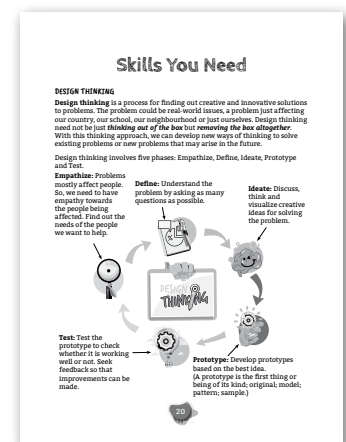 Skills You Need
DESIGN THINKING
Design thinking is a process for finding out creative and innovative solutions
to problems. The problem could be real-world issues, a problem just affecting
our country, our school, our neighbourhood or just ourselves. Design thinking
need not be just thinking out of the box but removing the box altogether.
With this thinking approach, we can develop new ways of thinking to solve
existing problems or new problems that may arise in the future.
Design thinking involves five phases: Empathize, Define, Ideate, Prototype
and Test.
Empathize: Problems
mostly affect people.
So, we need to have
empathy towards
the people being
affected. Find out the
needs of the people
we want to help.
Define: Understand the
problem by asking as many
questions as possible.
Ideate: Discuss,
think and
visualize creative
ideas for solving
the problem.
DESIGN
THINKING
Test: Test the
prototype to check
whether it is working
well or not. Seek
feedback so that
improvements can be
made.
Prototype: Develop prototypes
based on the best idea.
(A prototype is the first thing or
being of its kind; original; model;
pattern; sample.)
20